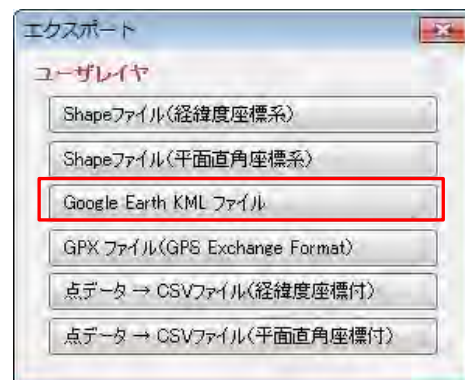 エクスポート
ユーザレイヤ
Shapeファイル(経緯度座標系)
Shapeファイル(平面直角座標系)
Google Earth KML ファイル
GPX ファイル(GPS Exchange Format)
点データ → CSVファイル(経緯度座標付)
点データ → CSVファイル(平面直角座標付)